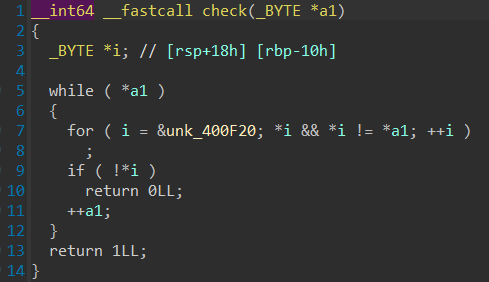 1 __int64 __fastcall check(_BYTE *a1)
2 {
3   _BYTE *i; // [rsp+18h] [rbp-10h]
4
5   while ( *a1 )
6   {
7     for ( i = &unk_400F20; *i && *i != *a1; ++i )
8       ;
9     if ( !*i )
10       return 0LL;
11     ++a1;
12   }
13   return 1LL;
14 }